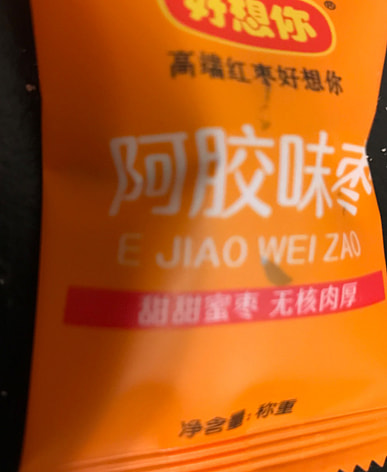 好想你®
高端红枣好想你
阿胶味枣
E JIAO WEI ZAO
甜甜蜜枣 无核肉厚
净含量:称重